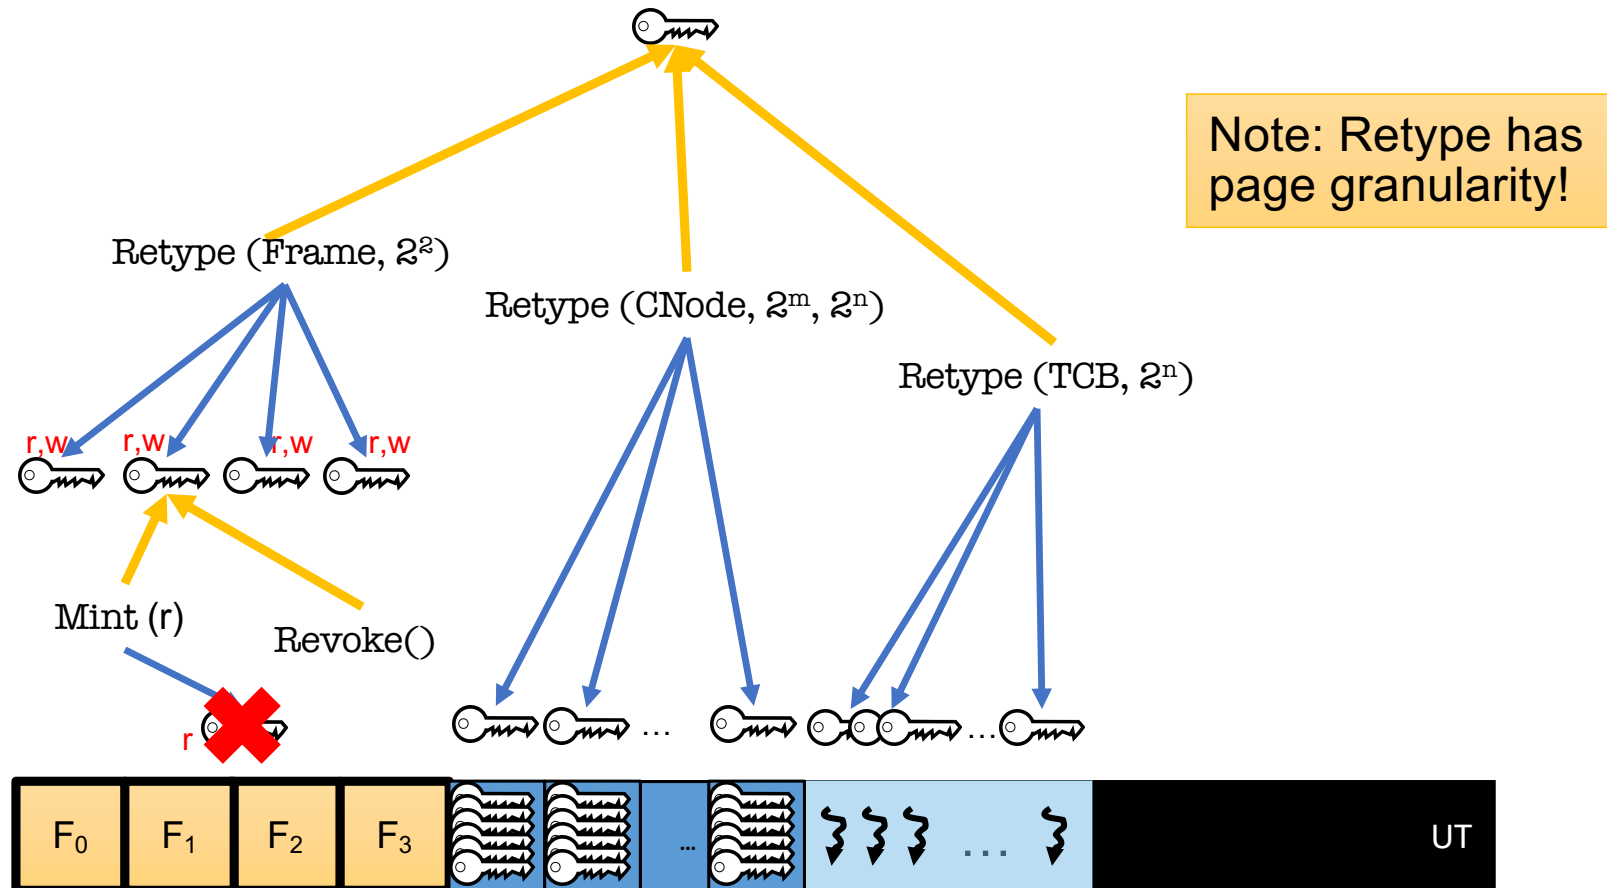 Note: Retype has
page granularity!
Retype (Frame, 2²)
Retype (CNode, 2ᵐ, 2ⁿ)
Retype (TCB, 2ⁿ)
r,w r,w r,w r,w
Mint (r)
Revoke()
r
... ...
F₀ F₁ F₂ F₃ ... ... UT